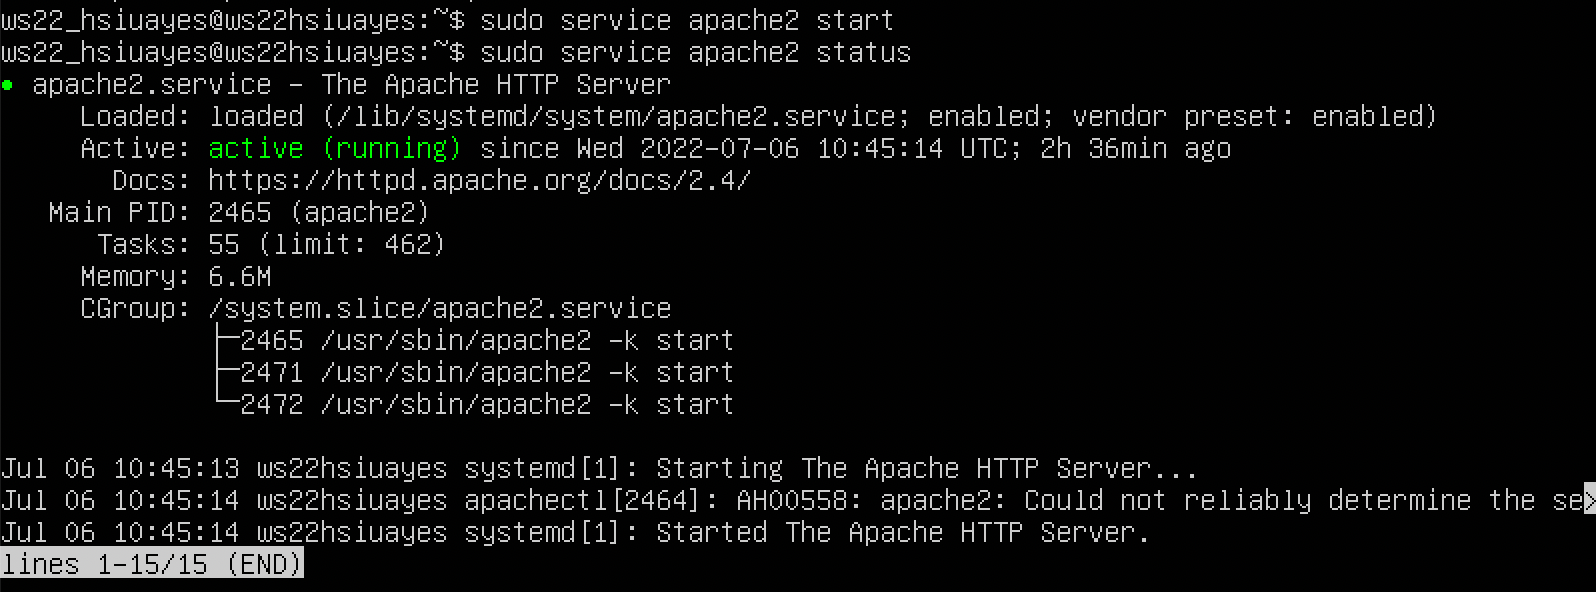 ws22_hsiuayes@ws22hsiuayes:~$ sudo service apache2 start
ws22_hsiuayes@ws22hsiuayes:~$ sudo service apache2 status
● apache2.service - The Apache HTTP Server
     Loaded: loaded (/lib/systemd/system/apache2.service; enabled; vendor preset: enabled)
     Active: active (running) since Wed 2022-07-06 10:45:14 UTC; 2h 36min ago
       Docs: https://httpd.apache.org/docs/2.4/
   Main PID: 2465 (apache2)
      Tasks: 55 (limit: 462)
     Memory: 6.6M
     CGroup: /system.slice/apache2.service
             ├─2465 /usr/sbin/apache2 -k start
             ├─2471 /usr/sbin/apache2 -k start
             └─2472 /usr/sbin/apache2 -k start
Jul 06 10:45:13 ws22hsiuayes systemd[1]: Starting The Apache HTTP Server...
Jul 06 10:45:14 ws22hsiuayes apachectl[2464]: AH00558: apache2: Could not reliably determine the se>
Jul 06 10:45:14 ws22hsiuayes systemd[1]: Started The Apache HTTP Server.
lines 1-15/15 (END)